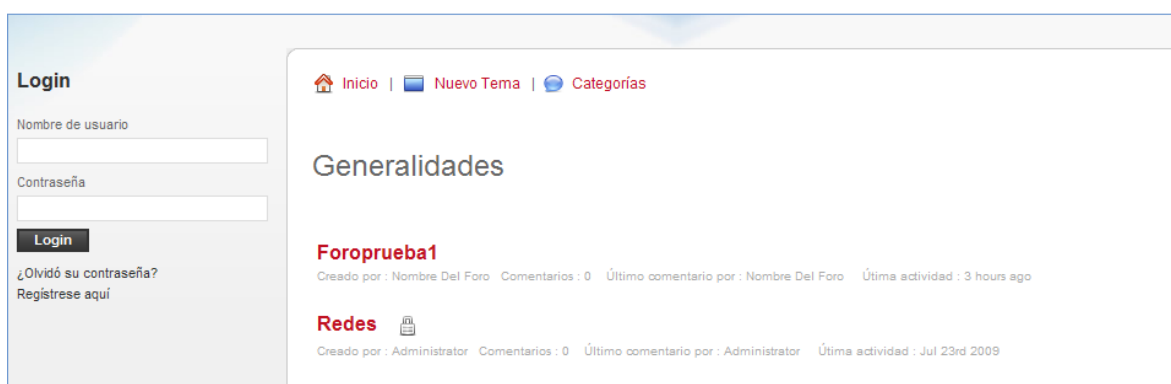 Login
Nombre de usuario
Contraseña
Login
¿Olvidó su contraseña?
Regístrese aquí
Inicio | Nuevo Tema | Categorías
Generalidades
Foroprueba1
Creado por : Nombre Del Foro Comentarios : 0 Último comentario por : Nombre Del Foro Útima actividad : 3 hours ago
Redes
Creado por : Administrator Comentarios : 0 Último comentario por : Administrator Útima actividad : Jul 23rd 2009